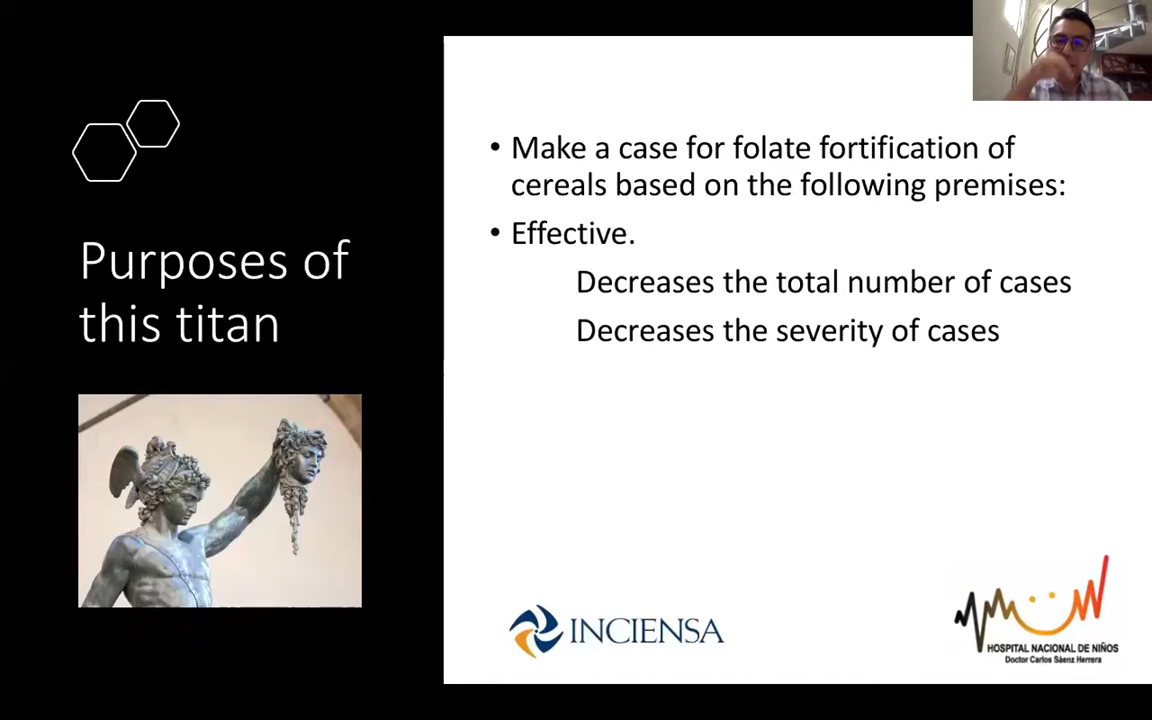 Purposes of
this titan
• Make a case for folate fortification of
cereals based on the following premises:
• Effective.
Decreases the total number of cases
Decreases the severity of cases
INCIENSA
HOSPITAL NACIONAL DE NIÑOS
Doctor Carlos Sáenz Herrera